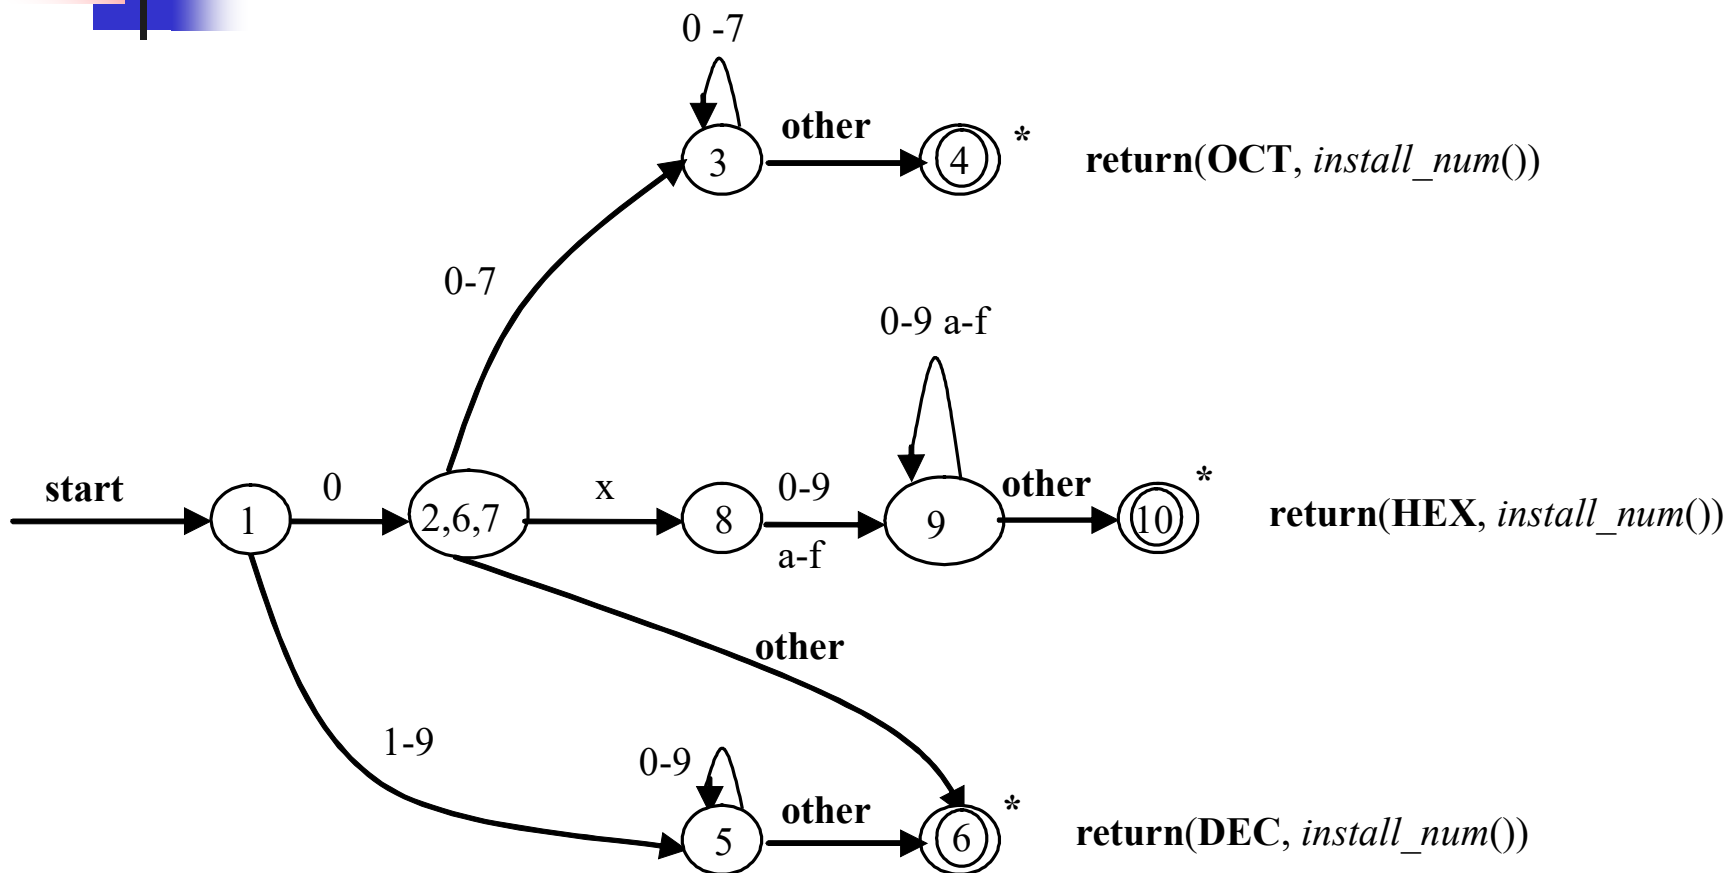 0 -7
other
3
4
*
return(OCT, install_num())
0-7
0-9 a-f
start
0
x
0-9
other
*
1
2,6,7
8
9
10
return(HEX, install_num())
a-f
other
1-9
0-9
other
*
5
6
return(DEC, install_num())